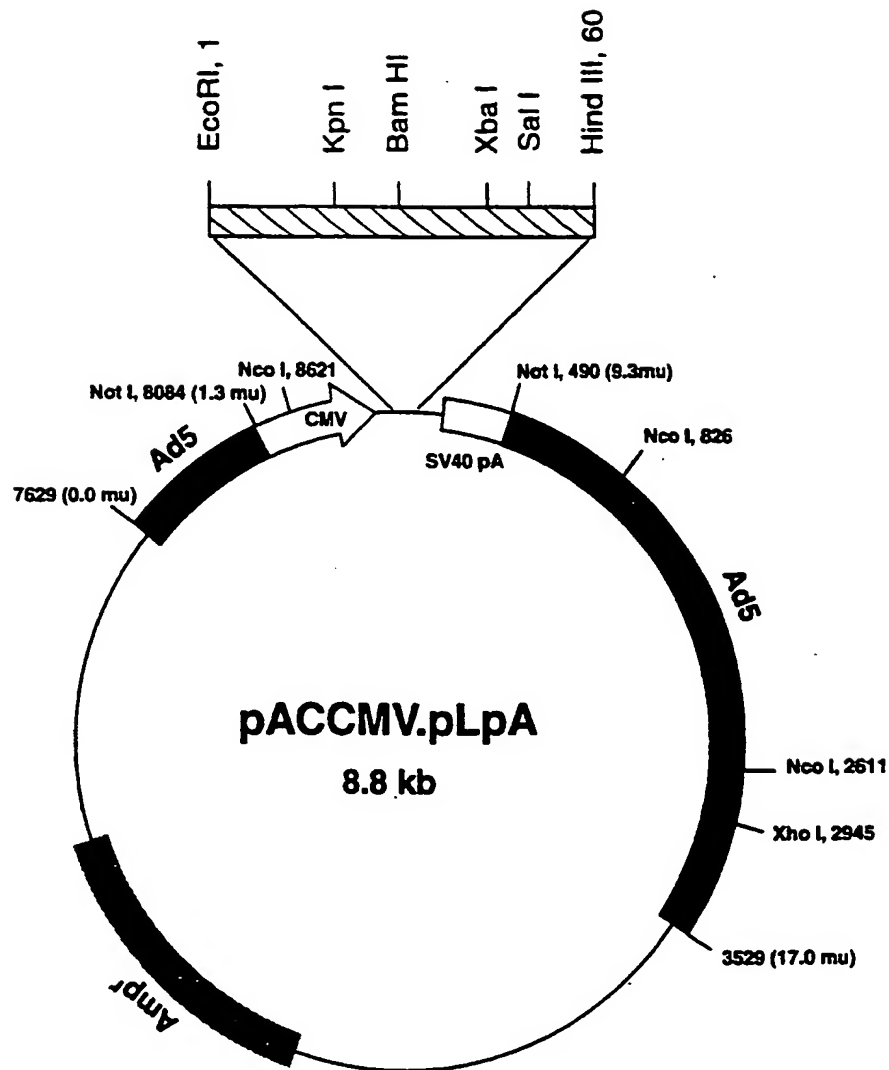 EcoRI, 1
Kpn I
Bam HI
Xba I
Sal I
Hind III, 60
Nco I, 8621
Not I, 8084 (1.3 mu)
Not I, 490 (9.3mu)
CMV
SV40 pA
Nco I, 826
Ad5
7629 (0.0 mu)
Ad5
pACCMV.pLpA
8.8 kb
Nco I, 2611
Xho I, 2945
3529 (17.0 mu)
Ampʳ